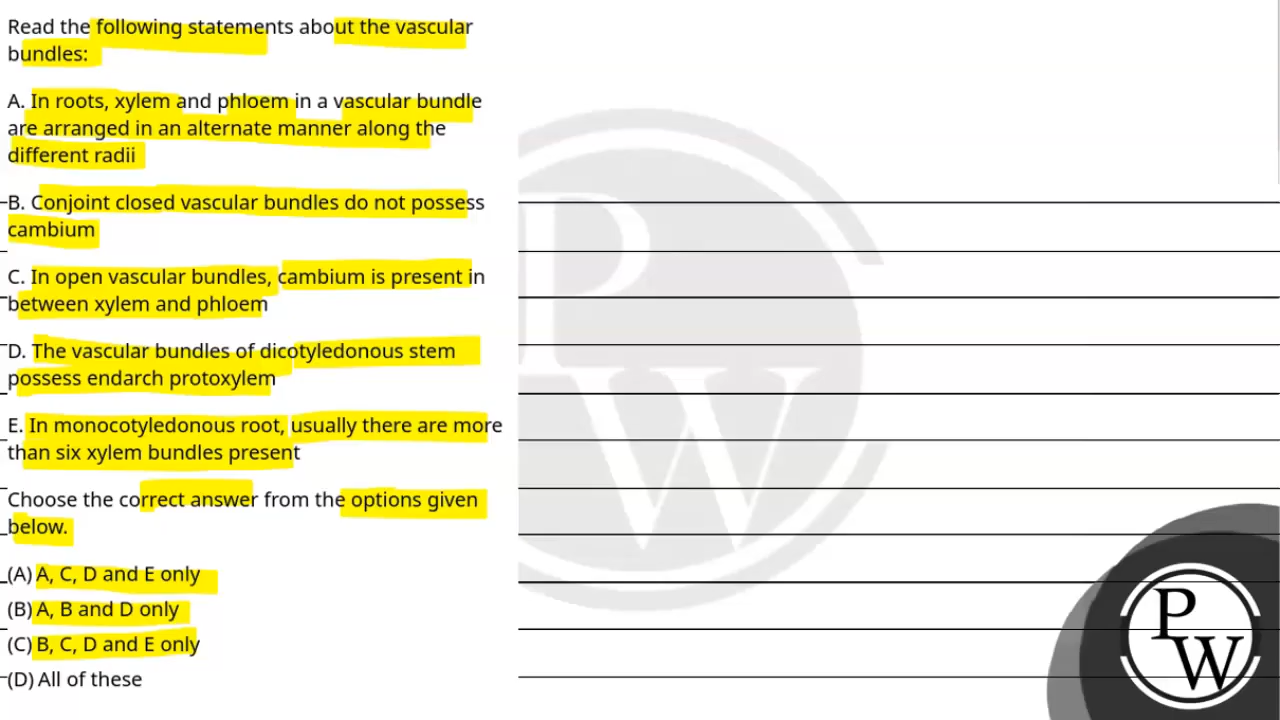 Read the following statements about the vascular
bundles:
A. In roots, xylem and phloem in a vascular bundle
are arranged in an alternate manner along the
different radii
B. Conjoint closed vascular bundles do not possess
cambium
C. In open vascular bundles, cambium is present in
between xylem and phloem
D. The vascular bundles of dicotyledonous stem
possess endarch protoxylem
E. In monocotyledonous root, usually there are more
than six xylem bundles present
Choose the correct answer from the options given
below.
(A) A, C, D and E only
(B) A, B and D only
(C) B, C, D and E only
(D) All of these
P
W
P
W